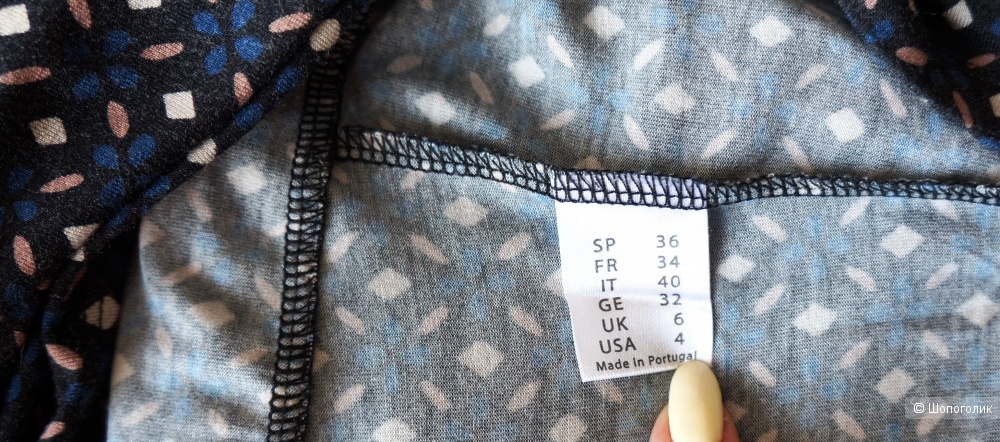 SP 36
FR 34
IT 40
GE 32
UK 6
USA 4
Made in Portugal
© Шопоголик